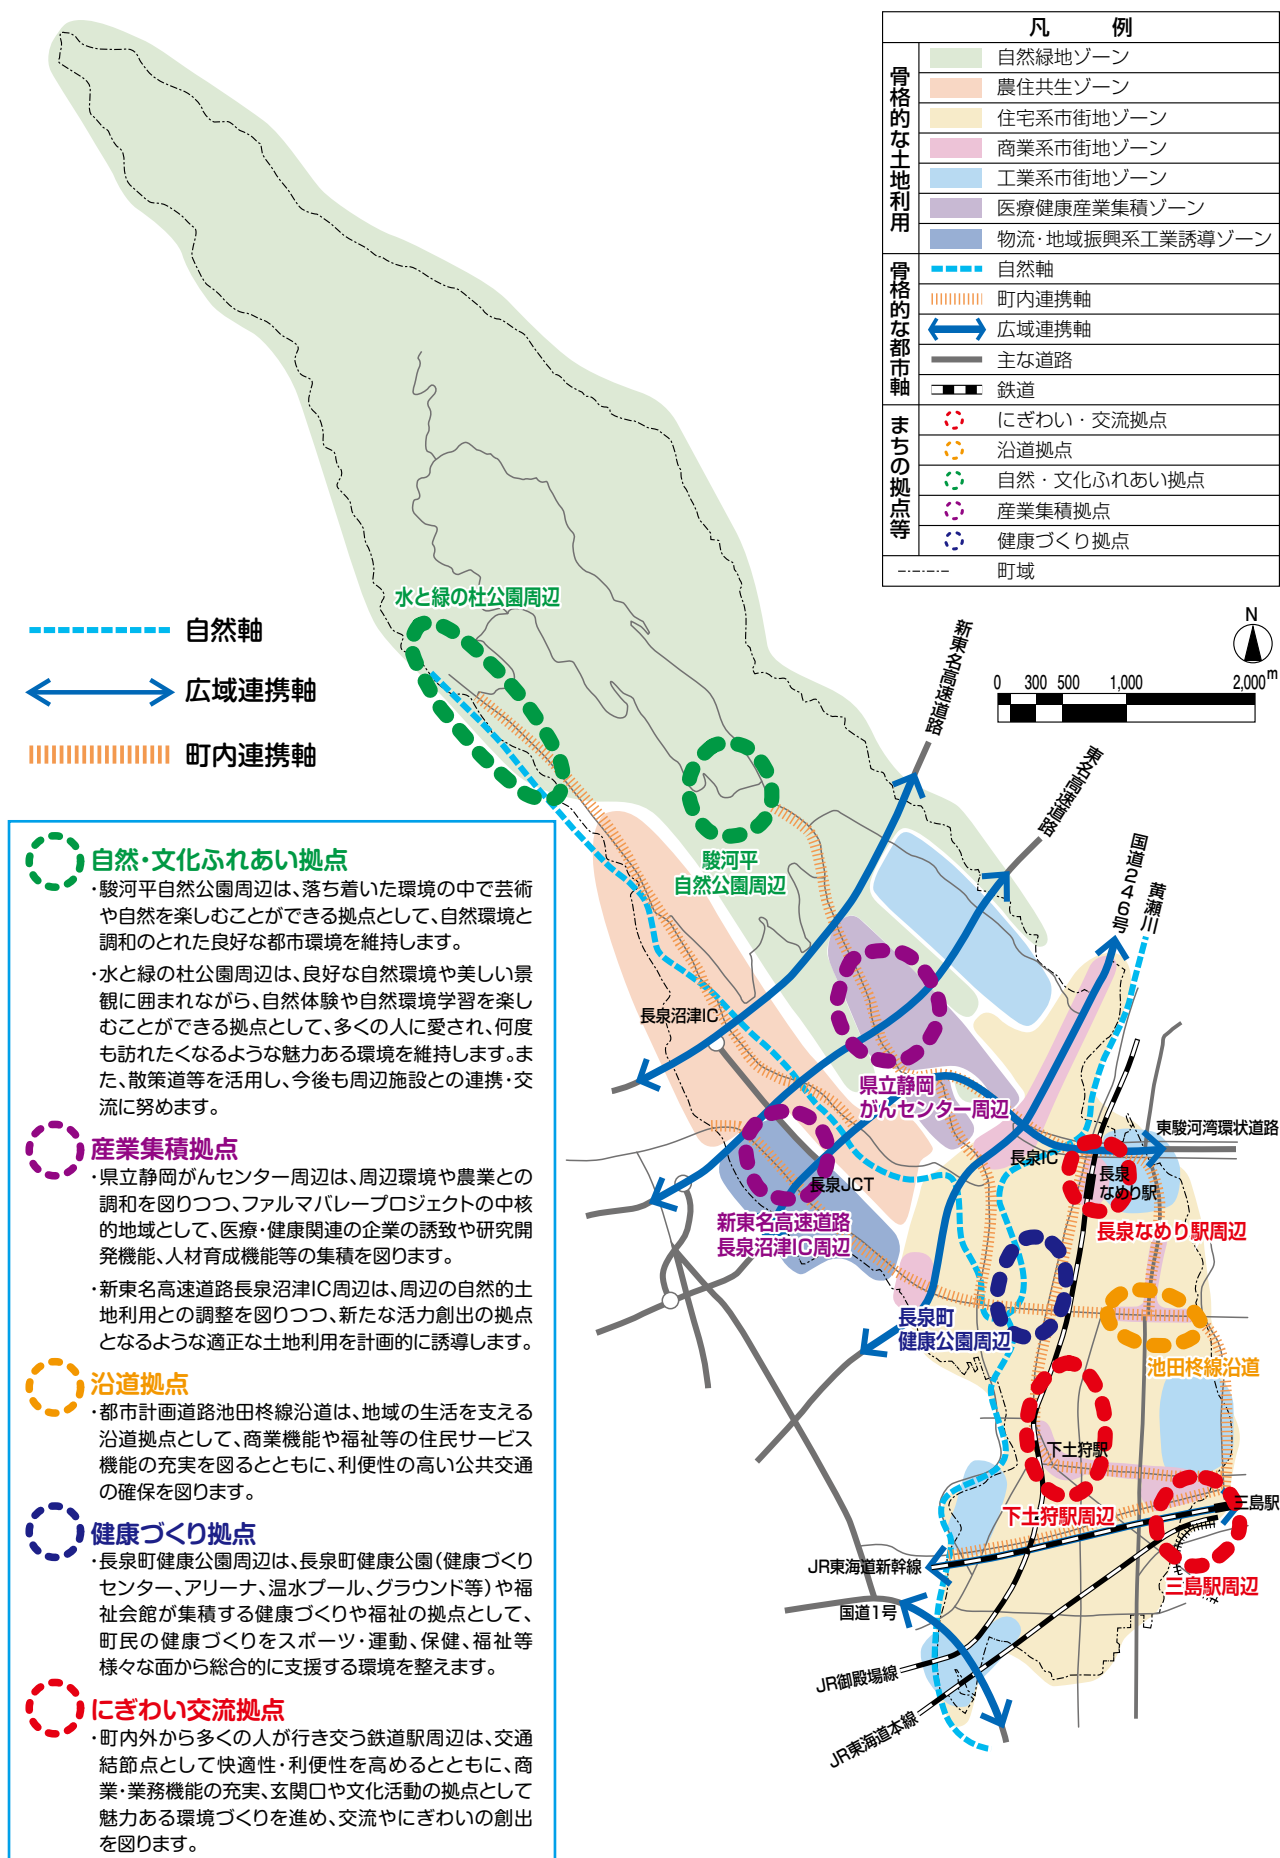 凡例
骨格的な土地利用
自然緑地ゾーン
農住共生ゾーン
住宅系市街地ゾーン
商業系市街地ゾーン
工業系市街地ゾーン
医療健康産業集積ゾーン
物流・地域振興系工業誘導ゾーン
骨格的な都市軸
自然軸
町内連携軸
広域連携軸
主な道路
鉄道
まちの拠点等
にぎわい・交流拠点
沿道拠点
自然・文化ふれあい拠点
産業集積拠点
健康づくり拠点
町域
N
0 300 500 1,000 2,000m
自然軸
広域連携軸
町内連携軸
水と緑の杜公園周辺
新東名高速道路
東名高速道路
国道246号
黄瀬川
駿河平
自然公園周辺
長泉沼津IC
県立静岡
がんセンター周辺
東駿河湾環状道路
長泉IC
長泉
なめり駅
長泉なめり駅周辺
長泉JCT
新東名高速道路
長泉沼津IC周辺
長泉町
健康公園周辺
池田柊線沿道
下土狩駅
下土狩駅周辺
三島駅
三島駅周辺
JR東海道新幹線
国道1号
JR御殿場線
JR東海道本線
自然・文化ふれあい拠点
・駿河平自然公園周辺は、落ち着いた環境の中で芸術
や自然を楽しむことができる拠点として、自然環境と
調和のとれた良好な都市環境を維持します。
・水と緑の杜公園周辺は、良好な自然環境や美しい景
観に囲まれながら、自然体験や自然環境学習を楽し
むことができる拠点として、多くの人に愛され、何度
も訪れたくなるような魅力ある環境を維持します。ま
た、散策道等を活用し、今後も周辺施設との連携・交
流に努めます。
産業集積拠点
・県立静岡がんセンター周辺は、周辺環境や農業との
調和を図りつつ、ファルマバレープロジェクトの中核
的地域として、医療・健康関連の企業の誘致や研究開
発機能、人材育成機能等の集積を図ります。
・新東名高速道路長泉沼津IC周辺は、周辺の自然的土
地利用との調整を図りつつ、新たな活力創出の拠点
となるような適正な土地利用を計画的に誘導します。
沿道拠点
・都市計画道路池田柊線沿道は、地域の生活を支える
沿道拠点として、商業機能や福祉等の住民サービス
機能の充実を図るとともに、利便性の高い公共交通
の確保を図ります。
健康づくり拠点
・長泉町健康公園周辺は、長泉町健康公園（健康づくり
センター、アリーナ、温水プール、グラウンド等）や福
祉会館が集積する健康づくりや福祉の拠点として、
町民の健康づくりをスポーツ・運動、保健、福祉等
様々な面から総合的に支援する環境を整えます。
にぎわい交流拠点
・町内外から多くの人が行き交う鉄道駅周辺は、交通
結節点として快適性・利便性を高めるとともに、商
業・業務機能の充実、玄関口や文化活動の拠点として
魅力ある環境づくりを進め、交流やにぎわいの創出
を図ります。